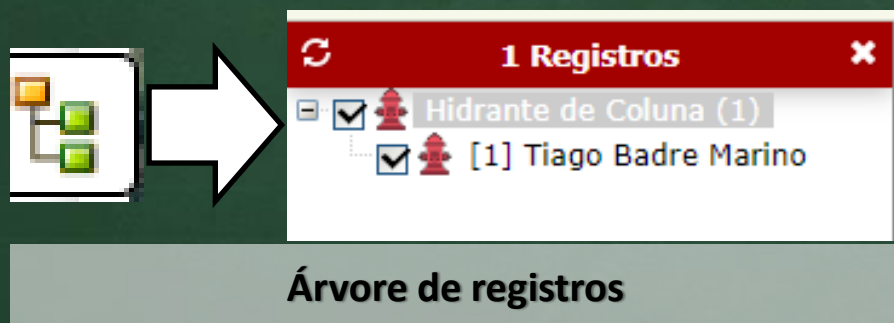 1 Registros
Hidrante de Coluna (1)
[1] Tiago Badre Marino
Árvore de registros